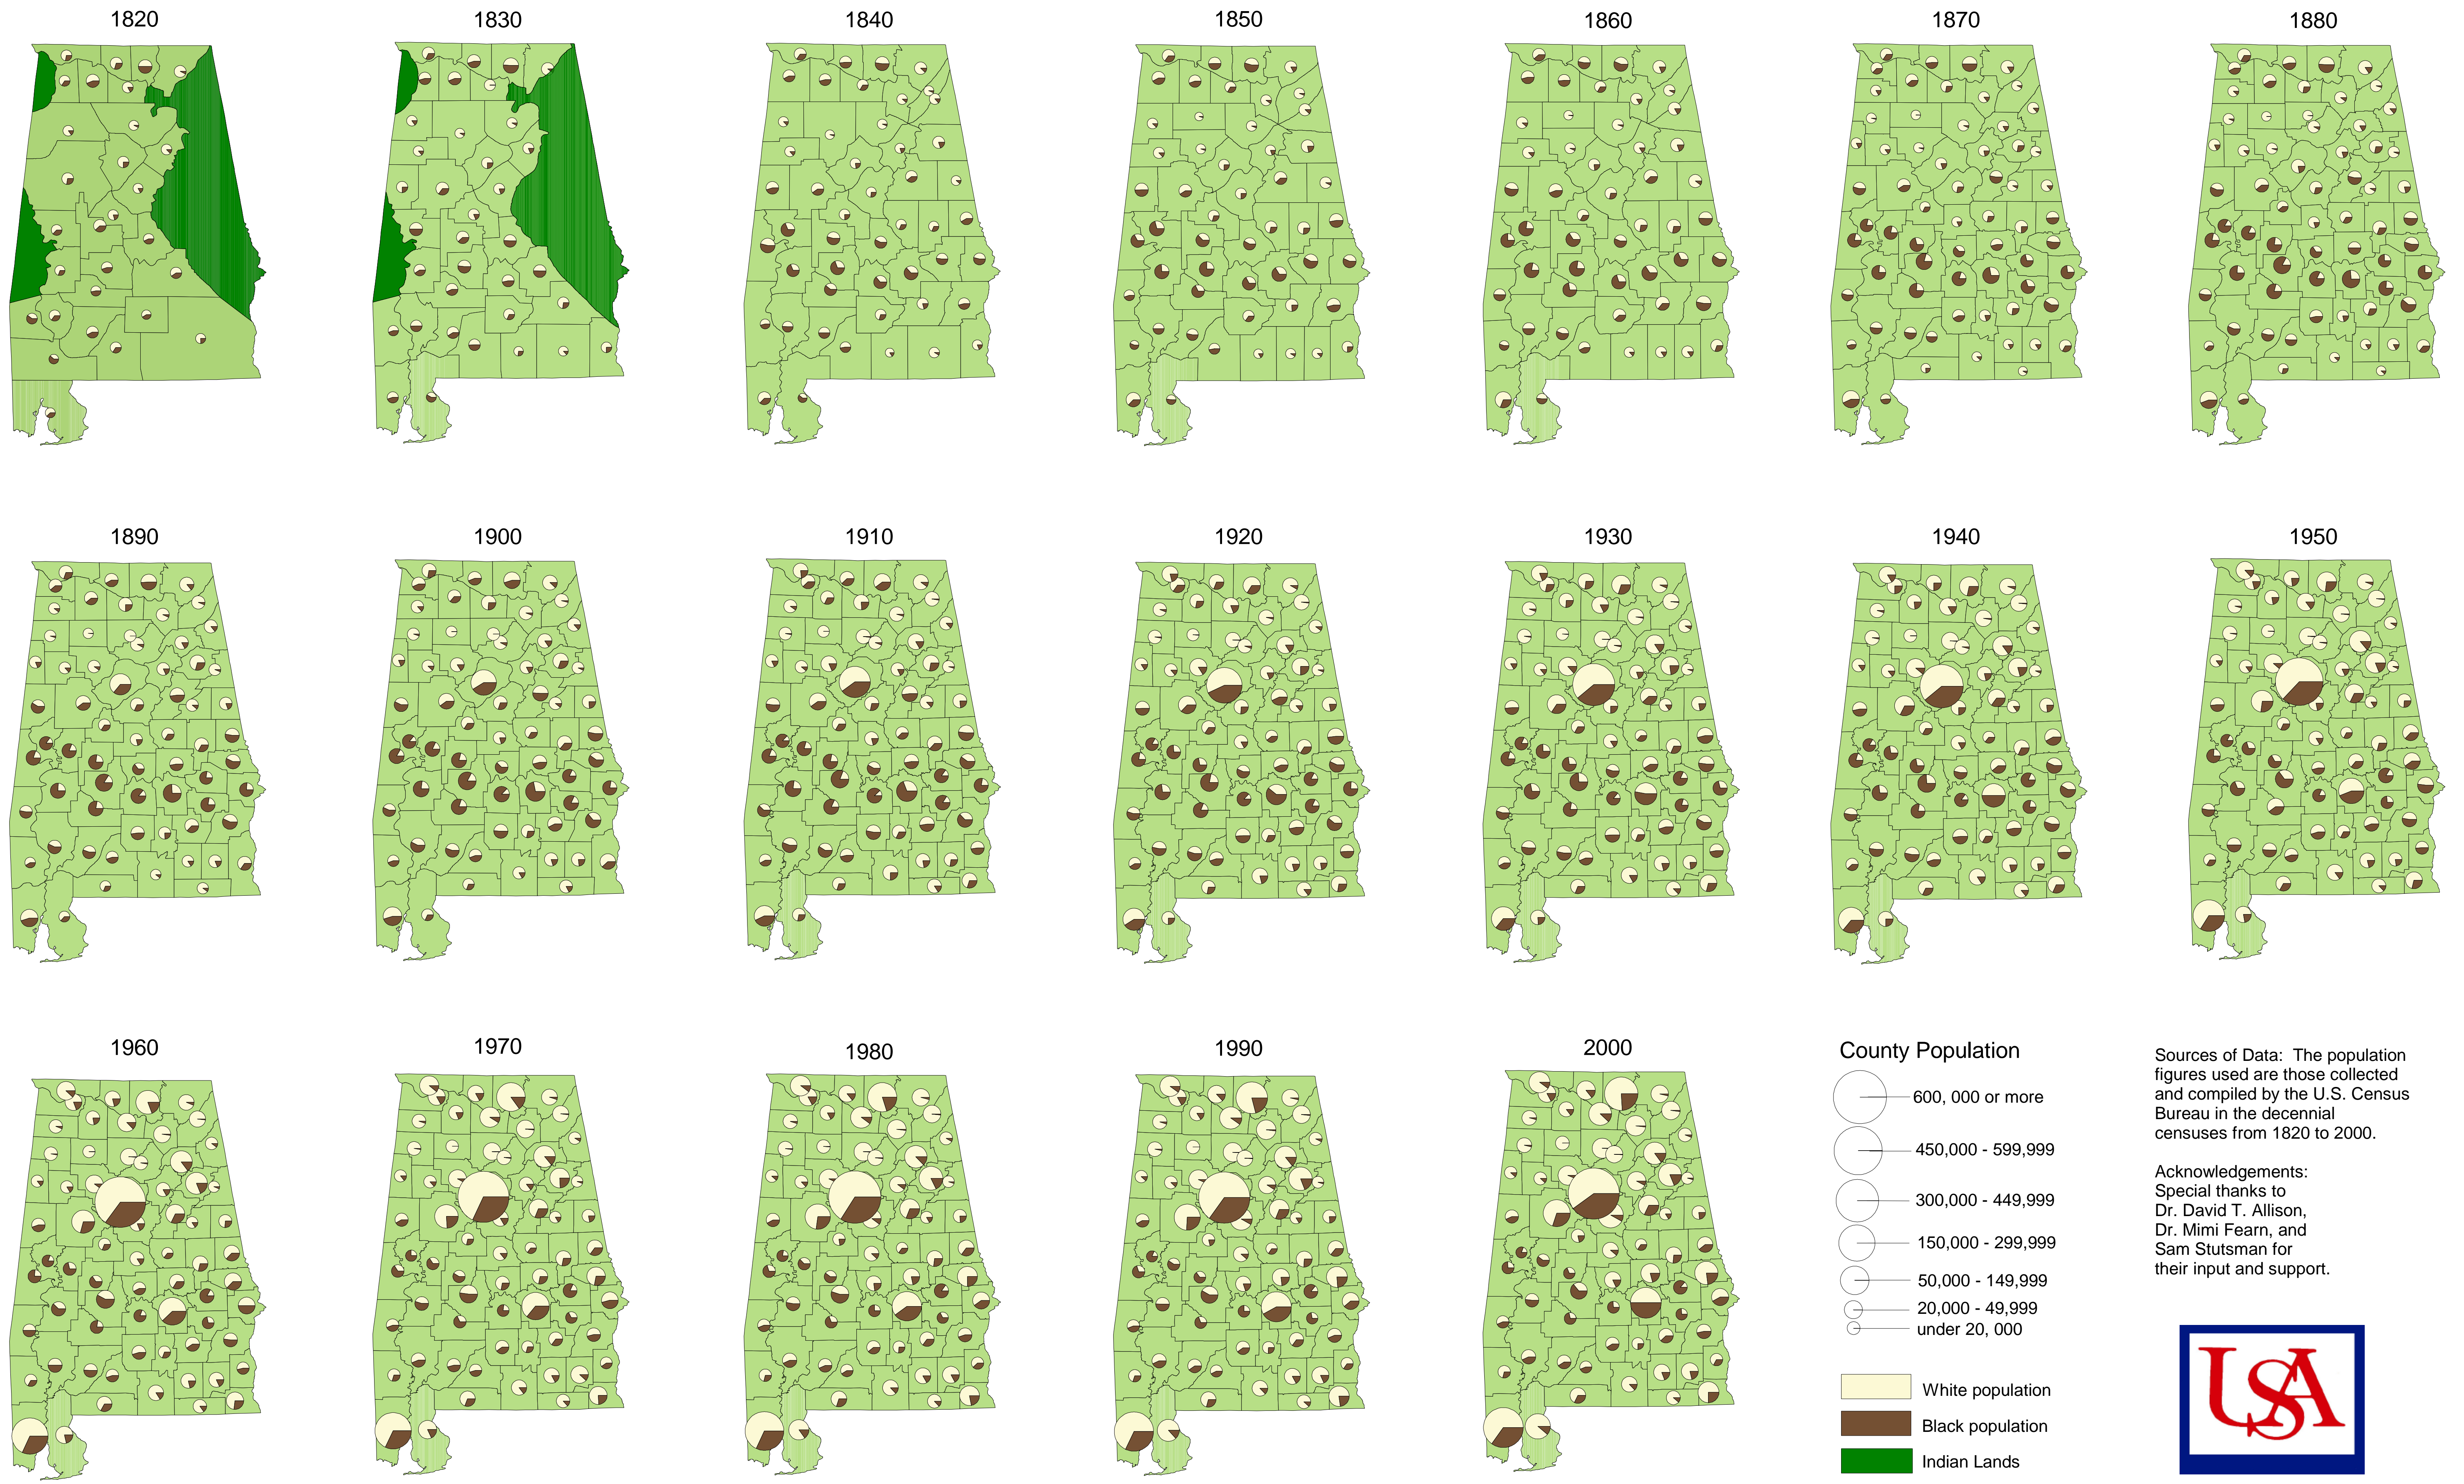 1820
1830
1840
1850
1860
1870
1880
1890
1900
1910
1920
1930
1940
1950
1960
1970
1980
1990
2000
County Population
600, 000 or more
450,000 - 599,999
300,000 - 449,999
150,000 - 299,999
50,000 - 149,999
20,000 - 49,999
under 20, 000
White population
Black population
Indian Lands
Sources of Data:  The population
figures used are those collected
and compiled by the U.S. Census
Bureau in the decennial
censuses from 1820 to 2000.
Acknowledgements:
Special thanks to
Dr. David T. Allison,
Dr. Mimi Fearn, and
Sam Stutsman for
their input and support.
USA